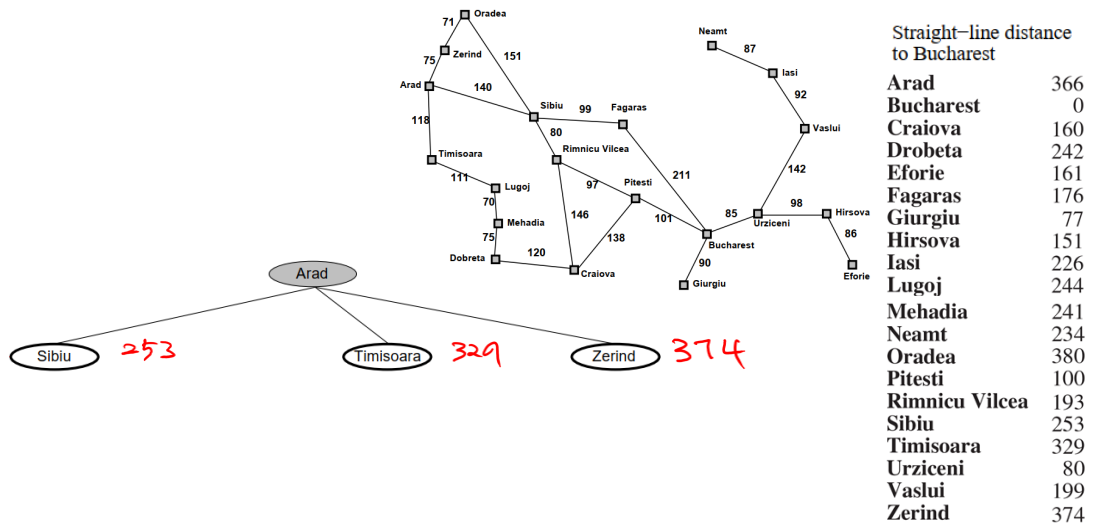 Oradea
71
Neamt
87
Zerind
151
75
Iasi
Arad
140
92
Sibiu
99
Fagaras
118
80
Vaslui
Timisoara
Rimnicu Vilcea
142
111
Lugoj
97
Pitesti
211
70
98
Hirsova
146
101
85
Urziceni
Mehadia
75
138
86
Bucharest
120
Dobreta
90
Craiova
Eforie
Giurgiu
Arad
Sibiu 253
Timisoara 329
Zerind 374
Straight−line distance
to Bucharest
Arad 366
Bucharest 0
Craiova 160
Drobeta 242
Eforie 161
Fagaras 176
Giurgiu 77
Hirsova 151
Iasi 226
Lugoj 244
Mehadia 241
Neamt 234
Oradea 380
Pitesti 100
Rimnicu Vilcea 193
Sibiu 253
Timisoara 329
Urziceni 80
Vaslui 199
Zerind 374